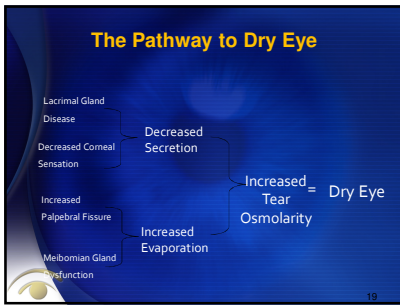 The Pathway to Dry Eye
Lacrimal Gland
Disease
Decreased Corneal
Sensation
Decreased
Secretion
Increased
Palpebral Fissure
Meibomian Gland
Dysfunction
Increased
Evaporation
Increased
Tear
Osmolarity
= Dry Eye
19